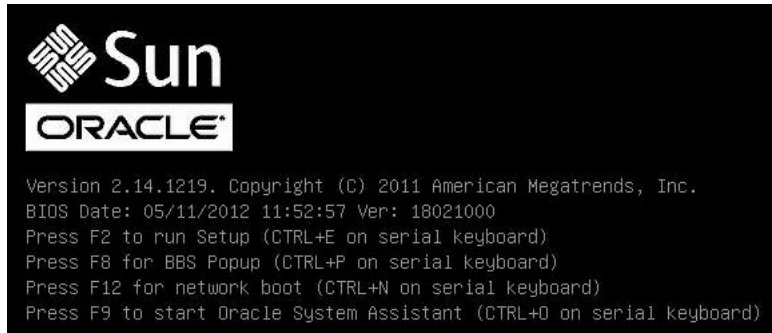 Sun
ORACLE
Version 2.14.1219. Copyright (C) 2011 American Megatrends, Inc.
BIOS Date: 05/11/2012 11:52:57 Ver: 18021000
Press F2 to run Setup (CTRL+E on serial keyboard)
Press F8 for BBS Popup (CTRL+P on serial keyboard)
Press F12 for network boot (CTRL+N on serial keyboard)
Press F9 to start Oracle System Assistant (CTRL+O on serial keyboard)